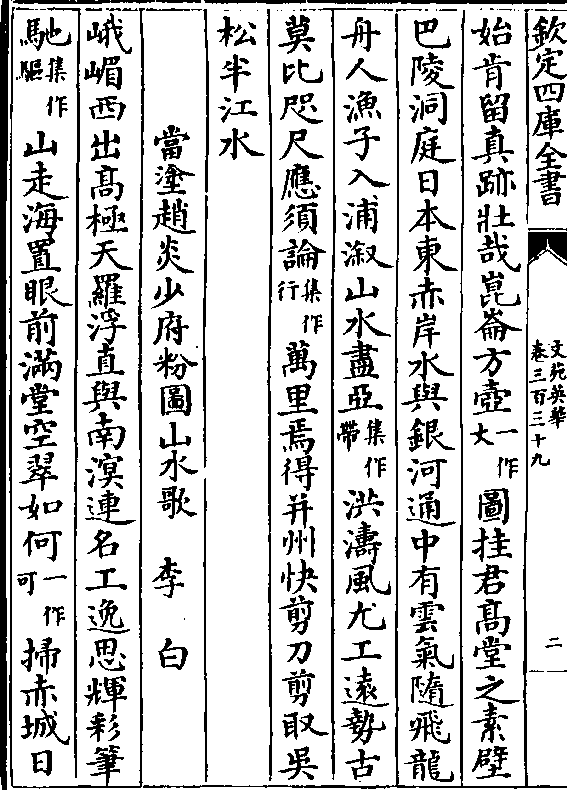 欽定四庫全書 文苑英華 卷三百三十九 二
始肯留真跡壯哉崑崙方壺一作丈圖挂君髙堂之素壁
巴陵洞庭日本東赤岸水與銀河通中有雲氣隨飛龍
舟人漁子入浦溆山水盡亞集作帶洪濤風尤工遠勢古
莫比咫尺應須論集作行萬里焉得并州快剪刀剪取吳
松半江水
當塗趙炎少府粉圖山水歌 李白
峨嵋西出髙極天羅浮直與南溟連名工逸思輝彩筆
馳集作驅山走海置眼前滿堂空翠如何一作可掃赤城日